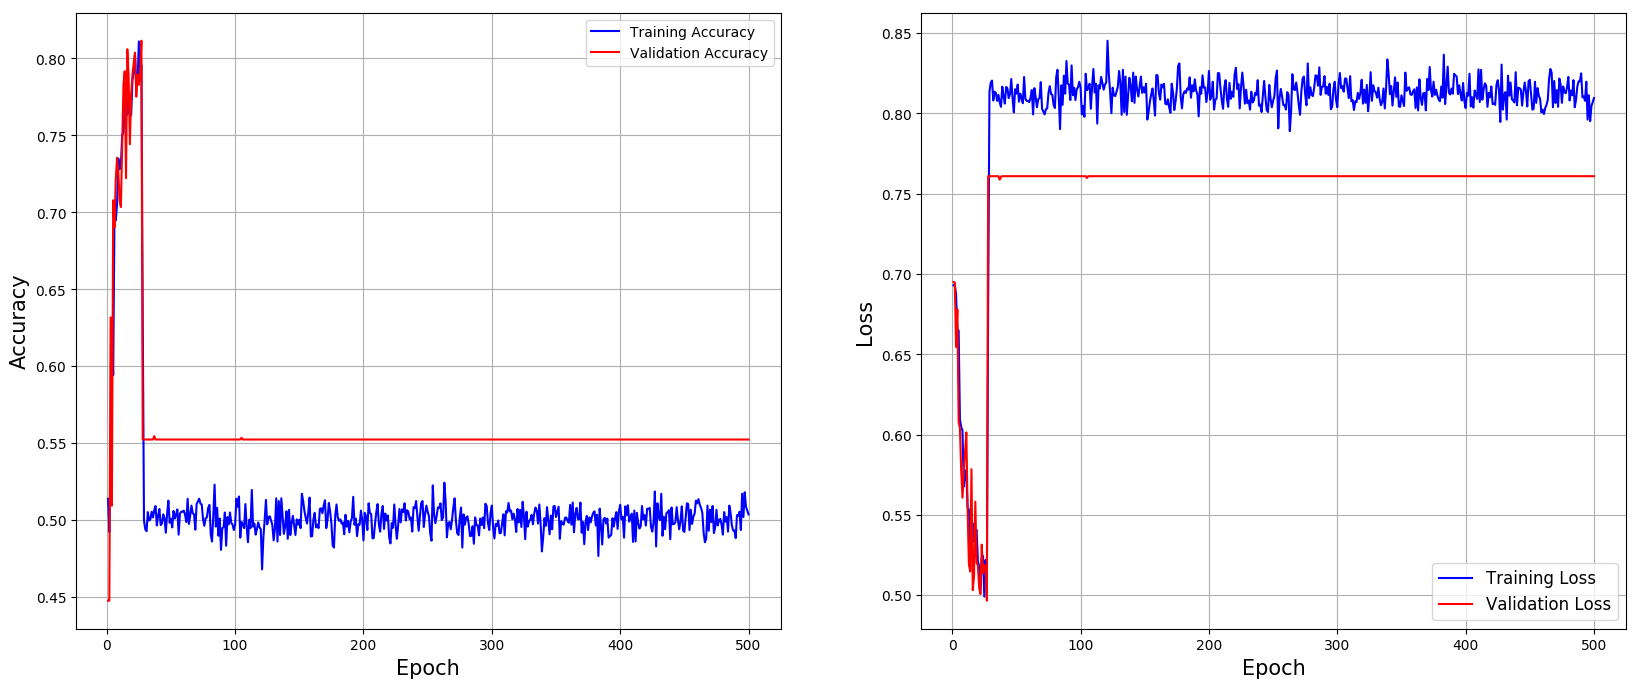 Training Accuracy
Validation Accuracy
0.80
0.75
0.70
0.65
0.60
0.55
0.50
0.45
Accuracy
0 100 200 300 400 500
Epoch
0.85
0.80
0.75
0.70
0.65
0.60
0.55
0.50
Loss
Training Loss
Validation Loss
0 100 200 300 400 500
Epoch